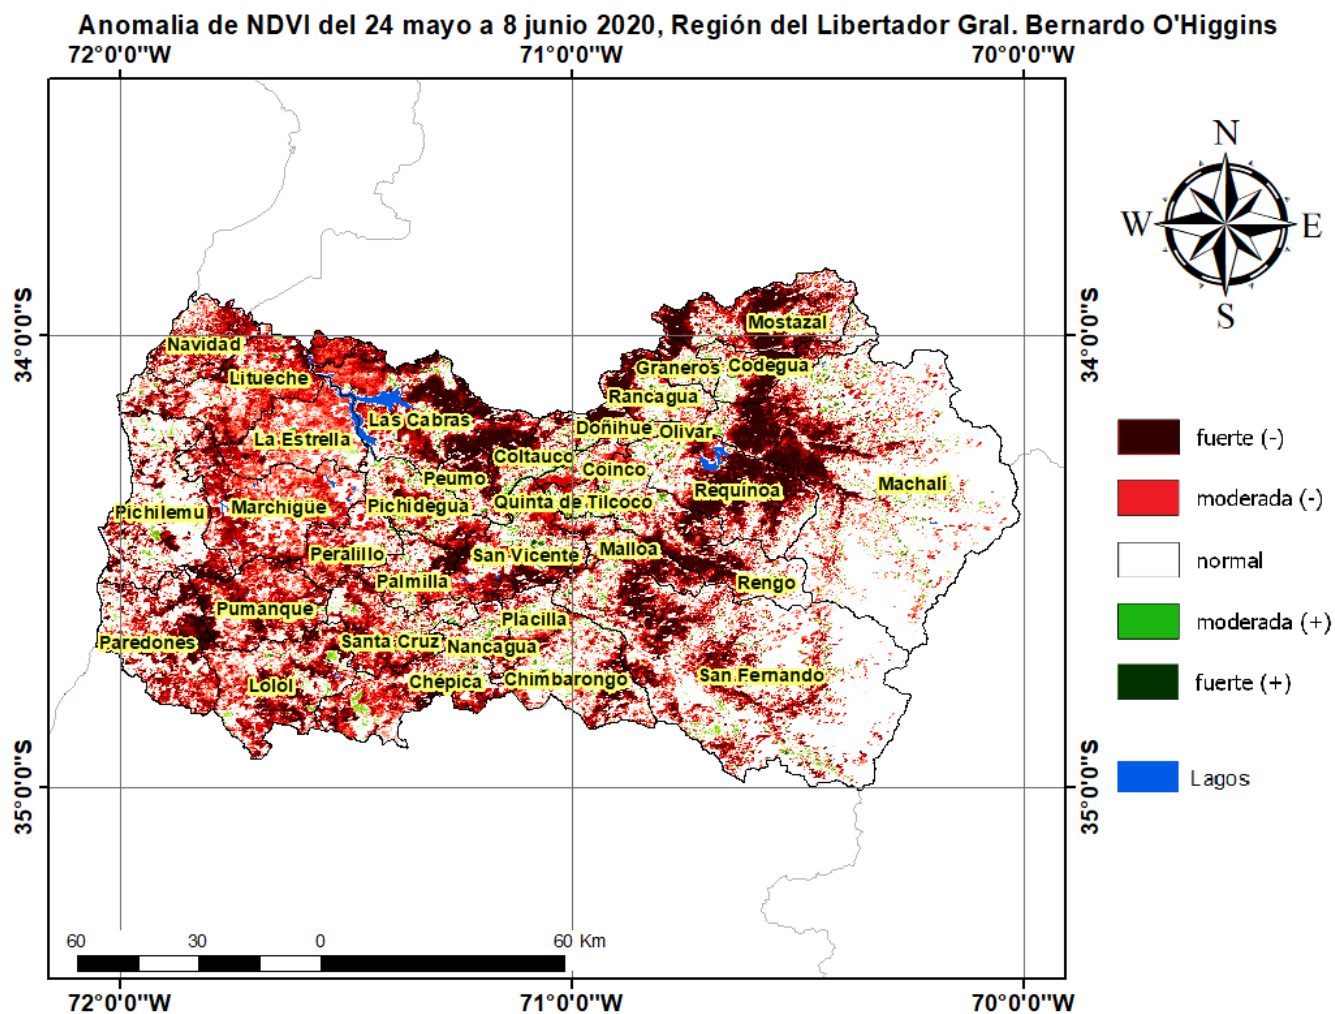 Anomalia de NDVI del 24 mayo a 8 junio 2020, Región del Libertador Gral. Bernardo O'Higgins
72°0'0"W 71°0'0"W 70°0'0"W
N
W E
S
34°0'0"S 34°0'0"S
Mostazal
Navidad
Graneros Codegua
Litueche
Rancagua
Las Cabras
Doñihue Olivar
La Estrella
Coltauco
Coinco
Peumo
Machalí
Requinoa
Quinta de Tilcoco
Pichilemu Marchigüe Pichidegua
Peralillo San Vicente Malloa
Palmilla Rengo
Pumanque
Placilla
Paredones Santa Cruz Nancagua
San Fernando
Lolol Chépica Chimbarongo
fuerte (-)
moderada (-)
normal
moderada (+)
fuerte (+)
Lagos
35°0'0"S 35°0'0"S
60 30 0 60 Km
72°0'0"W 71°0'0"W 70°0'0"W